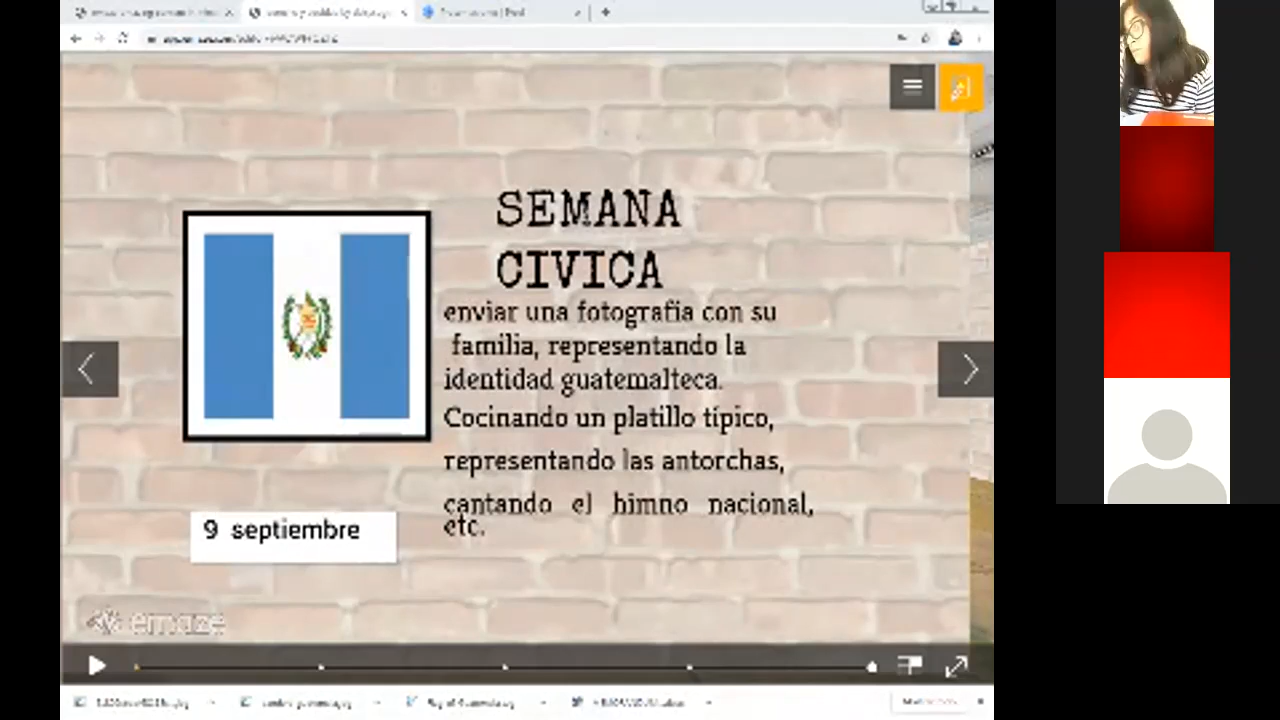 SEMANA
CIVICA
enviar una fotografia con su
familia, representando la
identidad guatemalteca.
Cocinando un platillo típico,
representando las antorchas,
cantando el himno nacional,
etc.
9 septiembre
emaze